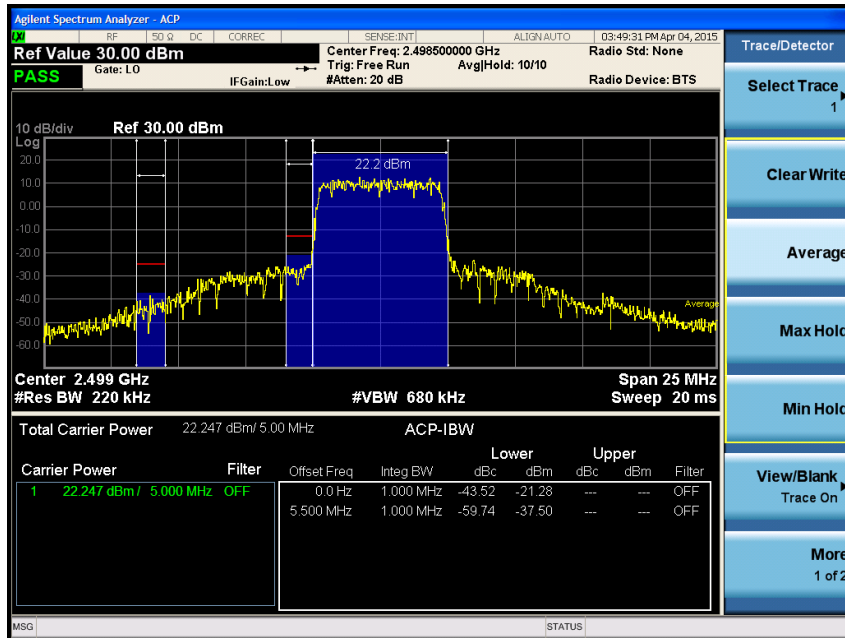 Agilent Spectrum Analyzer - ACP
LXI RF 50 Ω DC CORREC SENSE:INT ALIGN AUTO 03:49:31 PM Apr 04, 2015
Ref Value 30.00 dBm
Center Freq: 2.498500000 GHz
Radio Std: None
Trace/Detector
Gate: LO
Trig: Free Run
Avg|Hold: 10/10
PASS
IFGain:Low
#Atten: 20 dB
Radio Device: BTS
Select Trace
1
10 dB/div Ref 30.00 dBm
Log
20.0
22.2 dBm
10.0
Clear Write
0.00
-10.0
-20.0
Average
-30.0
-40.0
Average
-50.0
Max Hold
-60.0
Center 2.499 GHz
Span 25 MHz
#Res BW 220 kHz
#VBW 680 kHz
Sweep 20 ms
Min Hold
Total Carrier Power 22.247 dBm/ 5.00 MHz
ACP-IBW
Lower Upper
Carrier Power Filter
Offset Freq Integ BW dBc dBm dBc dBm Filter
1 22.247 dBm / 5.000 MHz OFF
0.0 Hz 1.000 MHz -43.52 -21.28 --- --- OFF
5.500 MHz 1.000 MHz -59.74 -37.50 --- --- OFF
View/Blank
Trace On
More
1 of 2
MSG
STATUS